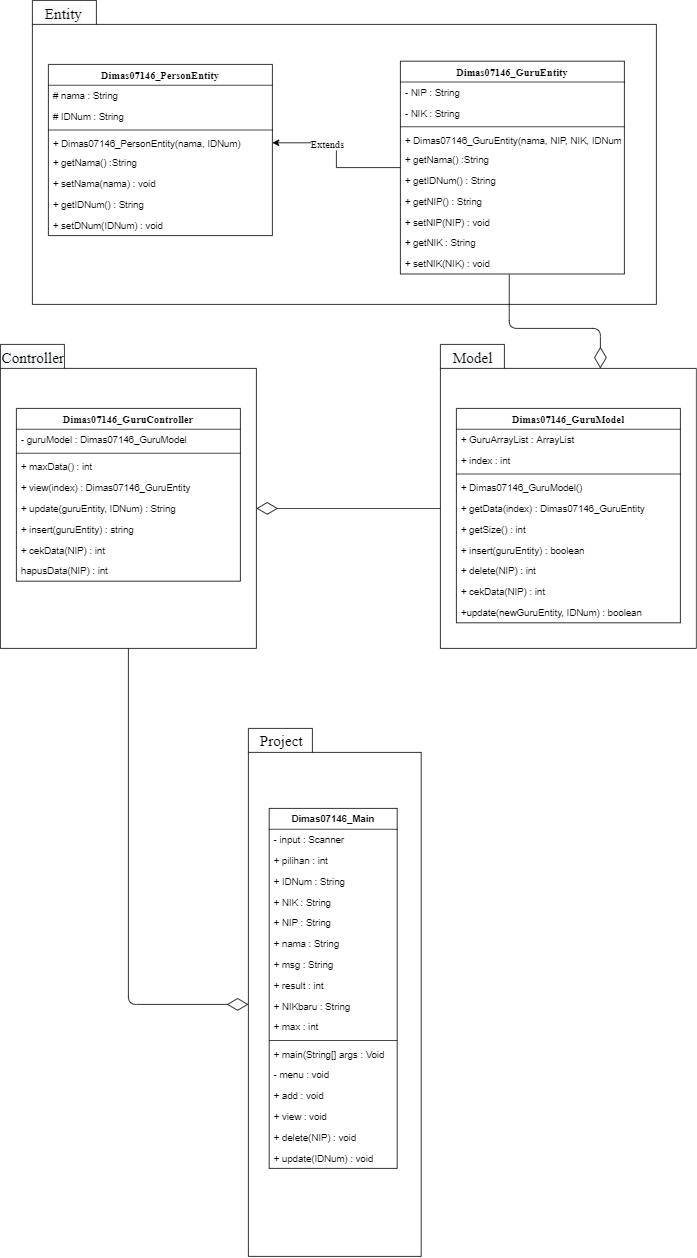 Entity
Dimas07146_PersonEntity
# nama : String
# IDNum : String
+ Dimas07146_PersonEntity(nama, IDNum)
+ getNama() :String
+ setNama(nama) : void
+ getIDNum() : String
+ setDNum(IDNum) : void
Extends
Dimas07146_GuruEntity
- NIP : String
- NIK : String
+ Dimas07146_GuruEntity(nama, NIP, NIK, IDNum
+ getNama() :String
+ getIDNum() : String
+ getNIP() : String
+ setNIP(NIP) : void
+ getNIK : String
+ setNIK(NIK) : void
Controller
Dimas07146_GuruController
- guruModel : Dimas07146_GuruModel
+ maxData() : int
+ view(index) : Dimas07146_GuruEntity
+ update(guruEntity, IDNum) : String
+ insert(guruEntity) : string
+ cekData(NIP) : int
hapusData(NIP) : int
Model
Dimas07146_GuruModel
+ GuruArrayList : ArrayList
+ index : int
+ Dimas07146_GuruModel()
+ getData(index) : Dimas07146_GuruEntity
+ getSize() : int
+ insert(guruEntity) : boolean
+ delete(NIP) : int
+ cekData(NIP) : int
+update(newGuruEntity, IDNum) : boolean
Project
Dimas07146_Main
- input : Scanner
+ pilihan : int
+ IDNum : String
+ NIK : String
+ NIP : String
+ nama : String
+ msg : String
+ result : int
+ NIKbaru : String
+ max : int
+ main(String[] args : Void
- menu : void
+ add : void
+ view : void
+ delete(NIP) : void
+ update(IDNum) : void